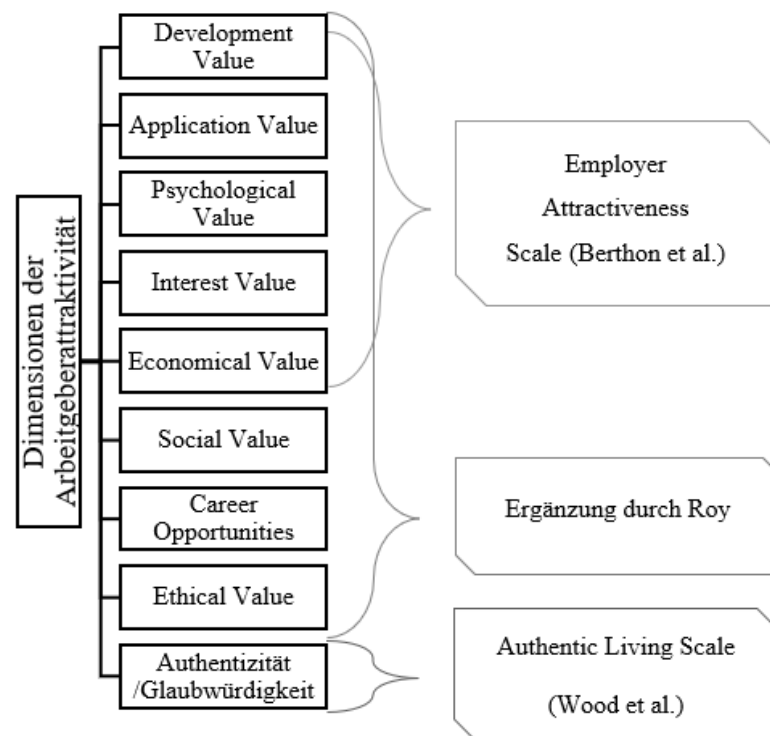 Dimensionen der
Arbeitgeberattraktivität
Development
Value
Application Value
Psychological
Value
Interest Value
Economical Value
Social Value
Career
Opportunities
Ethical Value
Authentizität
/Glaubwürdigkeit
Employer
Attractiveness
Scale (Berthon et al.)
Ergänzung durch Roy
Authentic Living Scale
(Wood et al.)